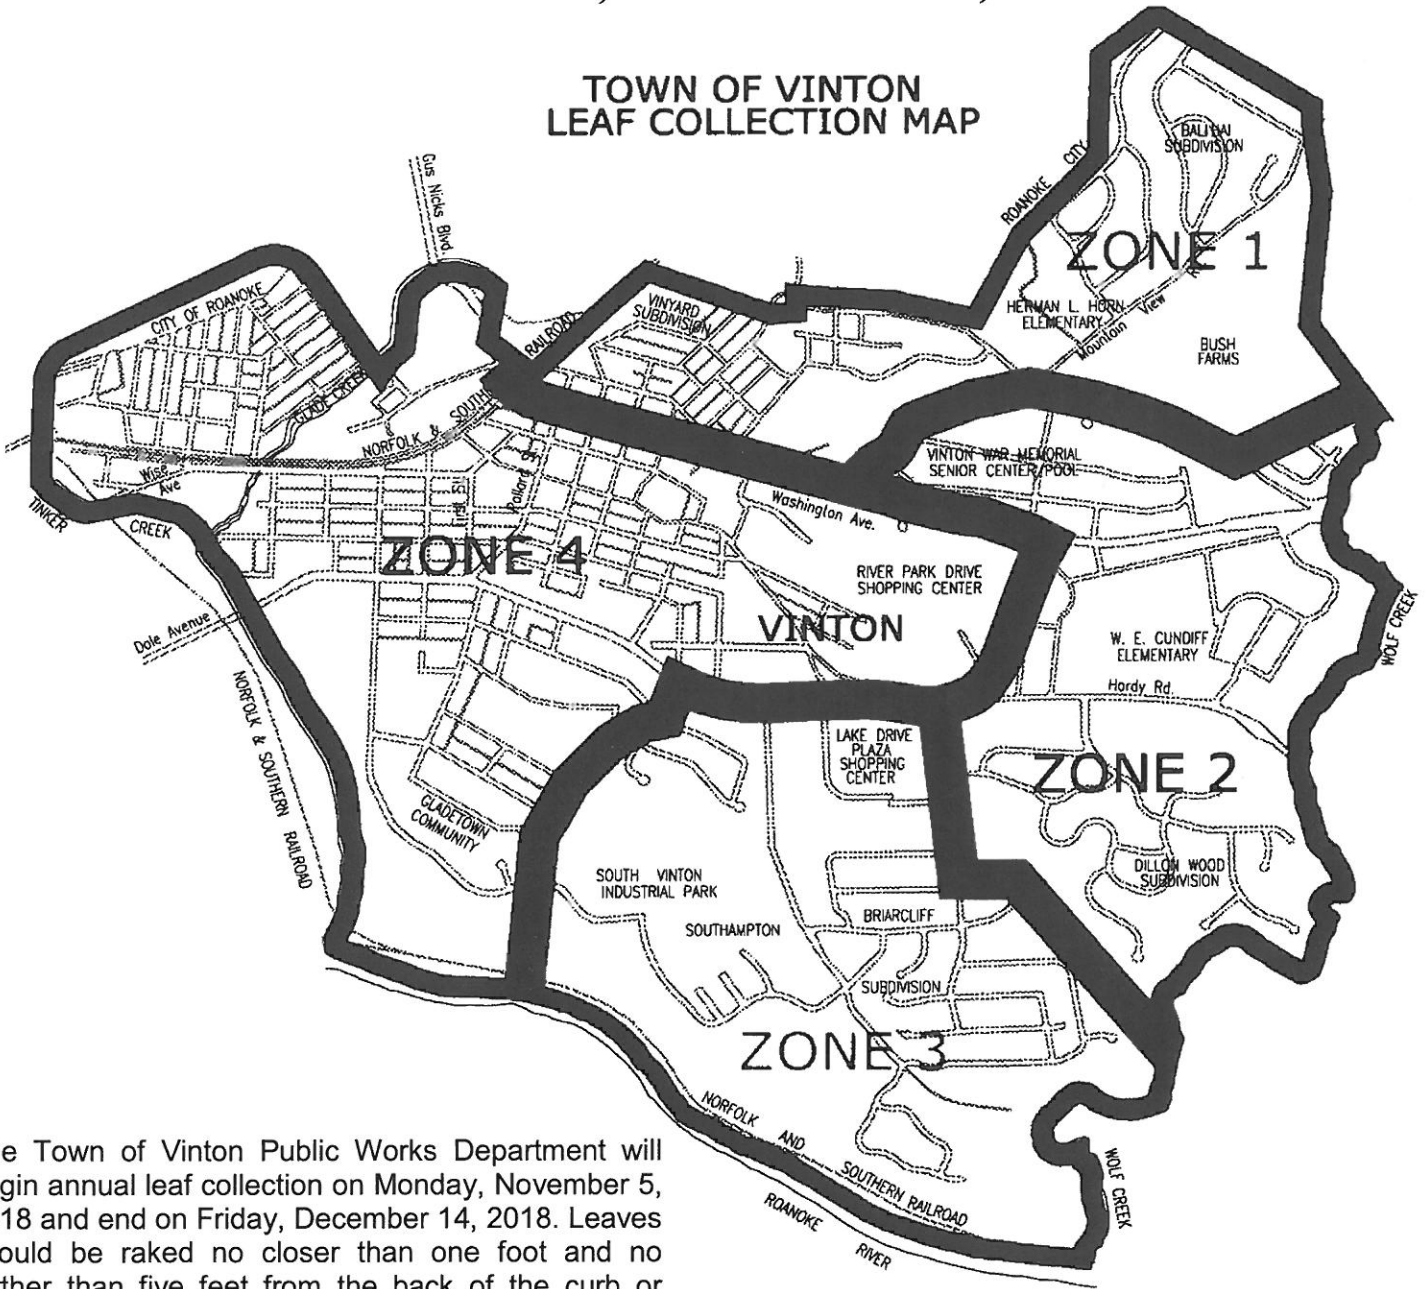 TOWN OF VINTON
LEAF COLLECTION MAP
Gus Nicks Blvd.
ROANOKE CITY
BALI HAI
SUBDIVISION
ZONE 1
HERMAN L. HORN
ELEMENTARY
Mountain View
BUSH
FARMS
CITY OF ROANOKE
VINYARD
SUBDIVISION
RAILROAD
GLADE CREEK
NORFOLK &
Wise
Ave
TINKER
CREEK
First St
Pollard St
Washington Ave.
VINTON WAR MEMORIAL
SENIOR CENTER/POOL
ZONE 4
RIVER PARK DRIVE
SHOPPING CENTER
VINTON
Dale Avenue
W. E. CUNDIFF
ELEMENTARY
Hardy Rd.
WOLF CREEK
NORFOLK & SOUTHERN RAILROAD
LAKE DRIVE
PLAZA
SHOPPING
CENTER
ZONE 2
GLADETOWN
COMMUNITY
DILLON WOOD
SUBDIVISION
SOUTH VINTON
INDUSTRIAL PARK
SOUTHAMPTON
BRIARCLIFF
SUBDIVISION
ZONE 3
NORFOLK AND
SOUTHERN RAILROAD
ROANOKE
RIVER
WOLF CREEK
e Town of Vinton Public Works Department will
gin annual leaf collection on Monday, November 5,
18 and end on Friday, December 14, 2018. Leaves
ould be raked no closer than one foot and no
ther than five feet from the back of the curb or